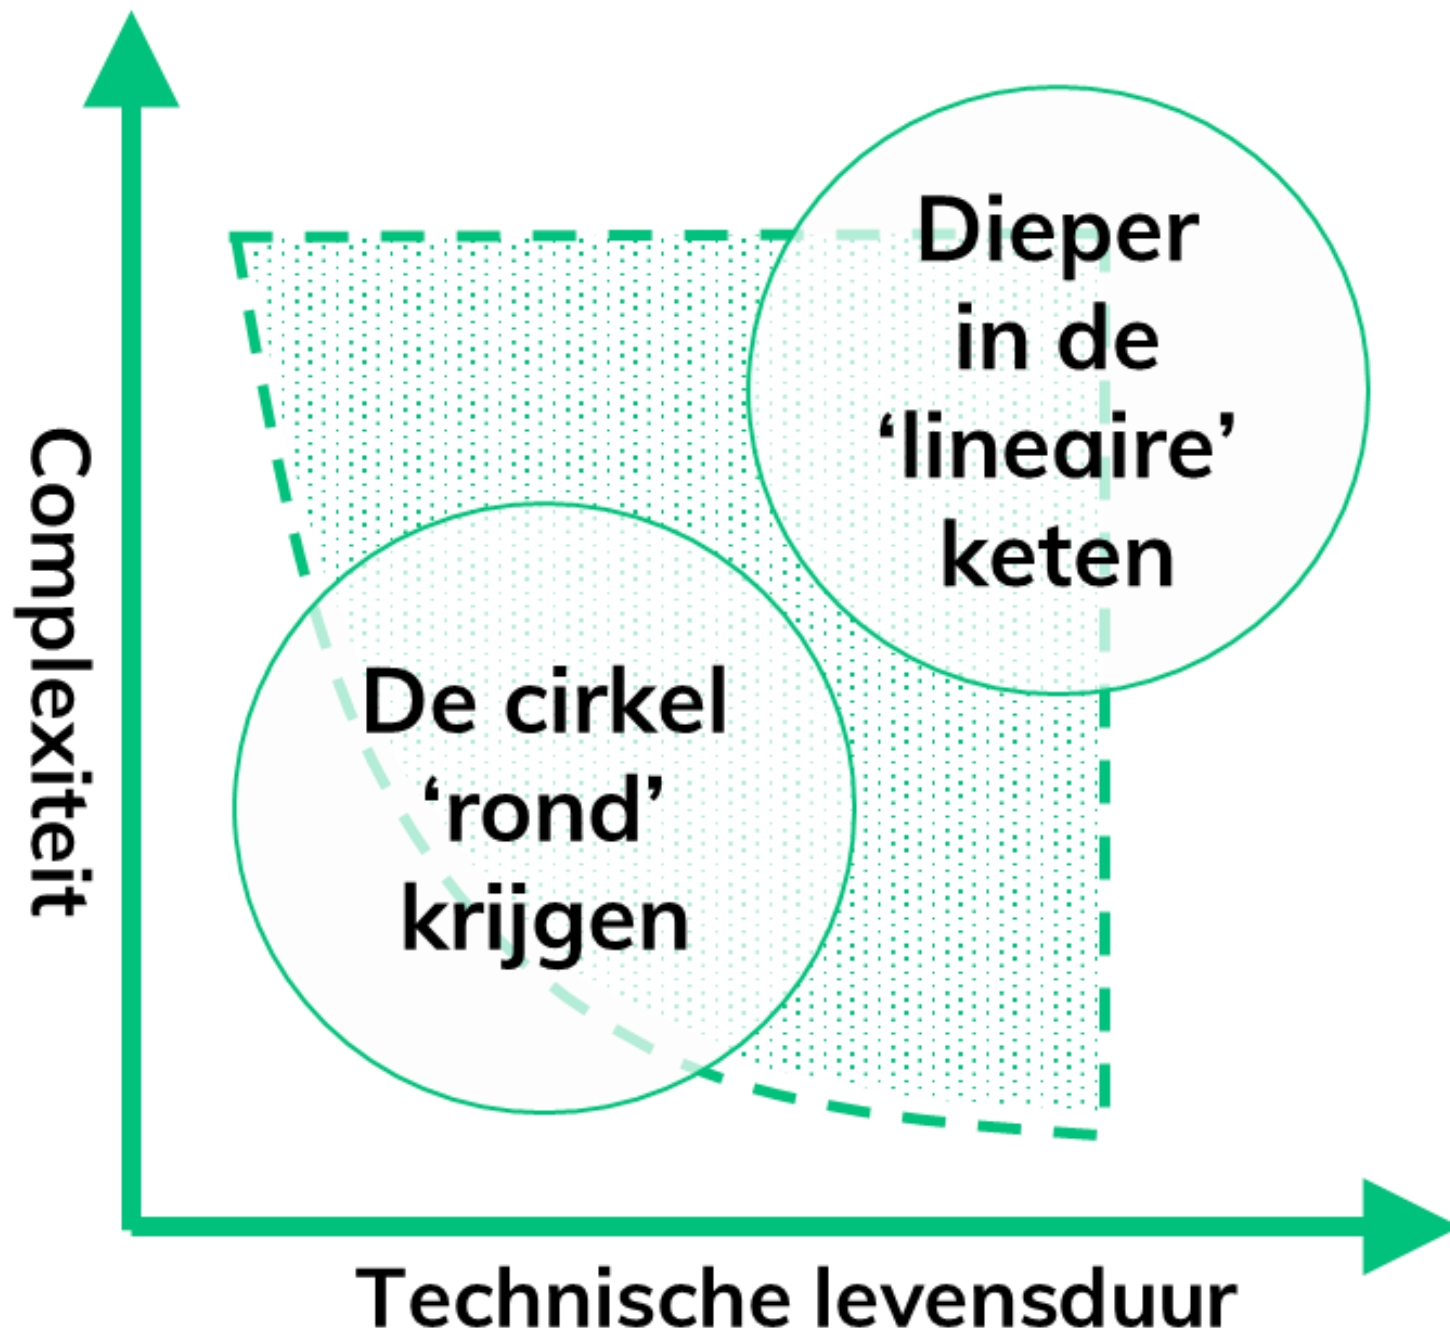 Dieper
in de
‘lineaire’
keten
De cirkel
‘rond’
krijgen
Complexiteit
Technische levensduur